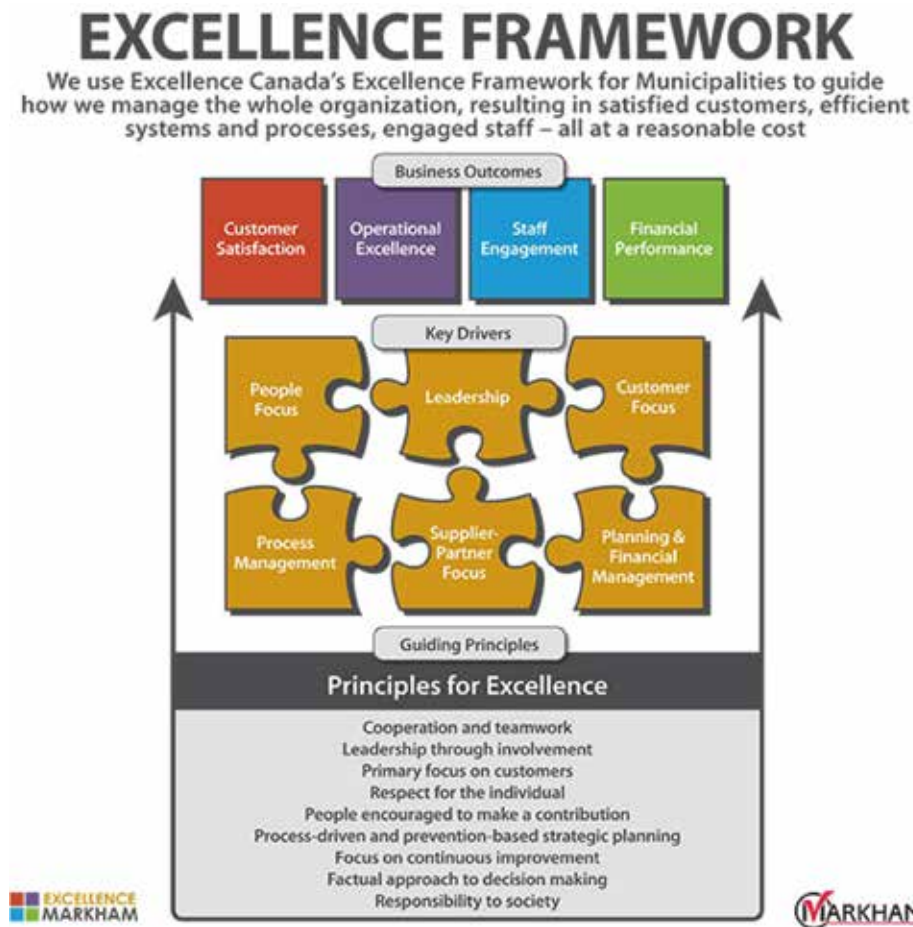 EXCELLENCE FRAMEWORK
We use Excellence Canada's Excellence Framework for Municipalities to guide
how we manage the whole organization, resulting in satisfied customers, efficient
systems and processes, engaged staff – all at a reasonable cost
Business Outcomes
Customer
Satisfaction
Operational
Excellence
Staff
Engagement
Financial
Performance
Key Drivers
People
Focus
Leadership
Customer
Focus
Process
Management
Supplier-
Partner
Focus
Planning &
Financial
Management
Guiding Principles
Principles for Excellence
Cooperation and teamwork
Leadership through involvement
Primary focus on customers
Respect for the individual
People encouraged to make a contribution
Process-driven and prevention-based strategic planning
Focus on continuous improvement
Factual approach to decision making
Responsibility to society
EXCELLENCE
MARKHAM
MARKHAM